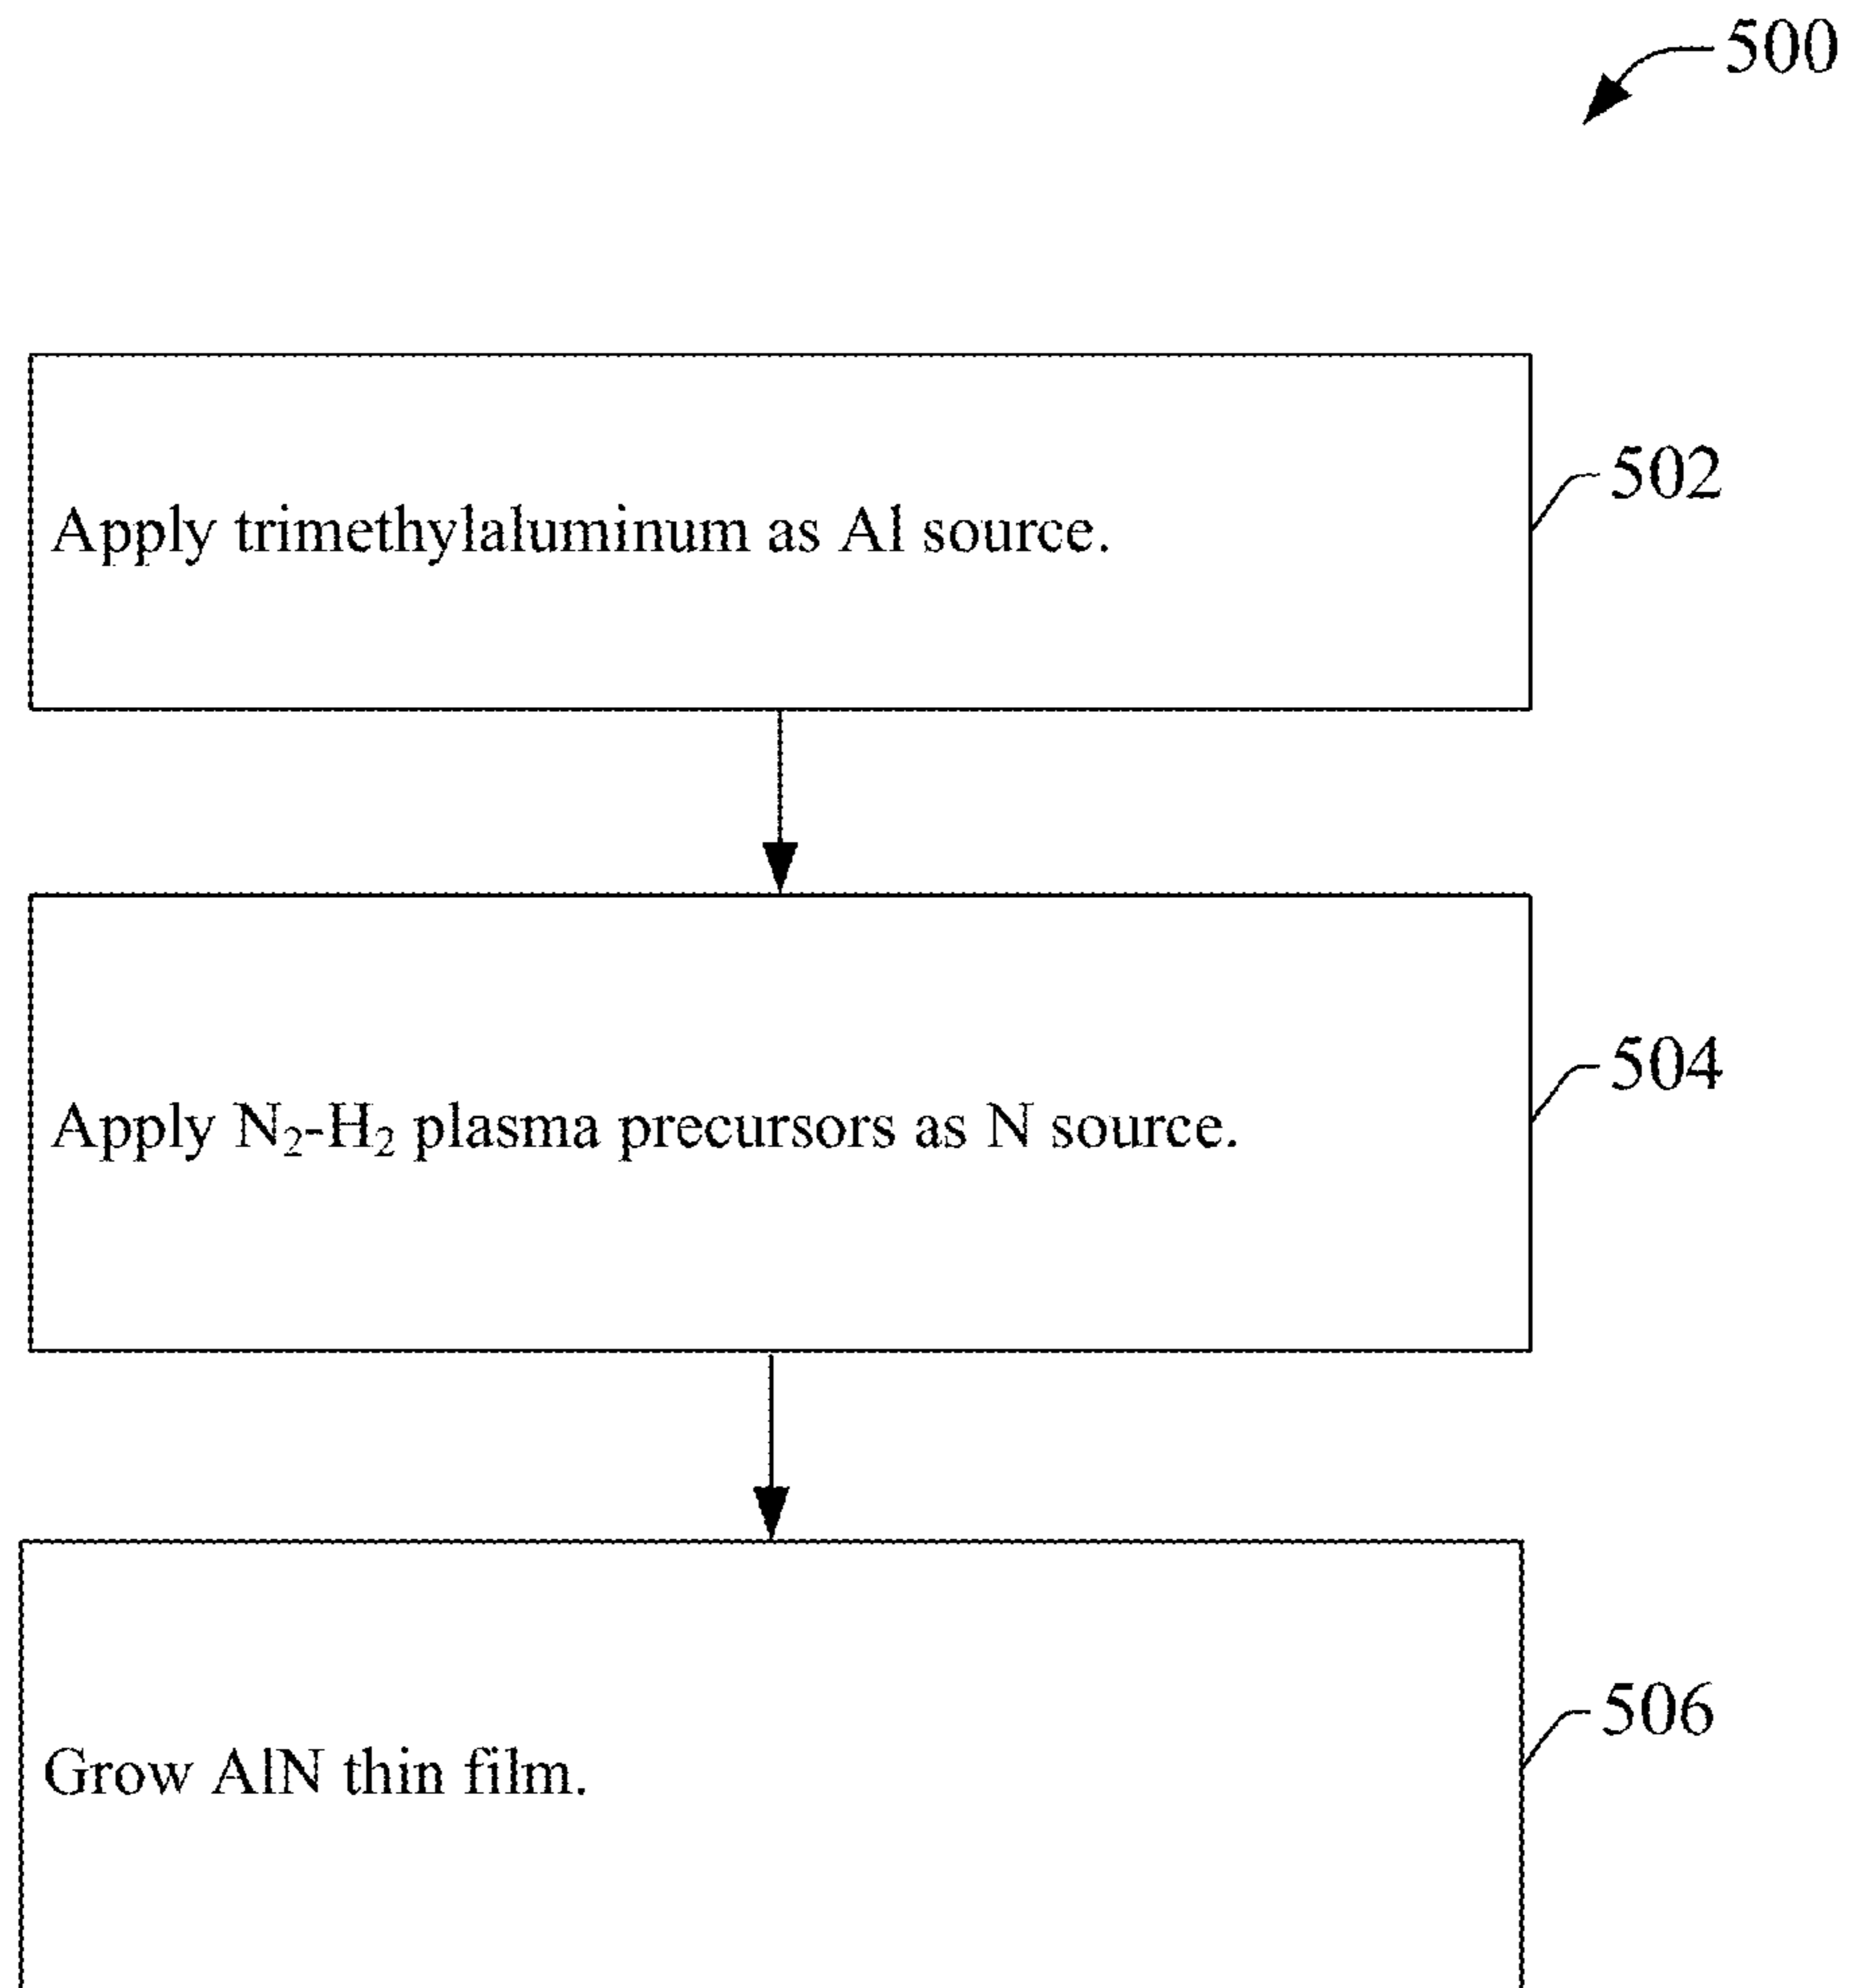 500
Apply trimethylaluminum as Al source.
502
Apply N₂-H₂ plasma precursors as N source.
504
Grow AlN thin film.
506